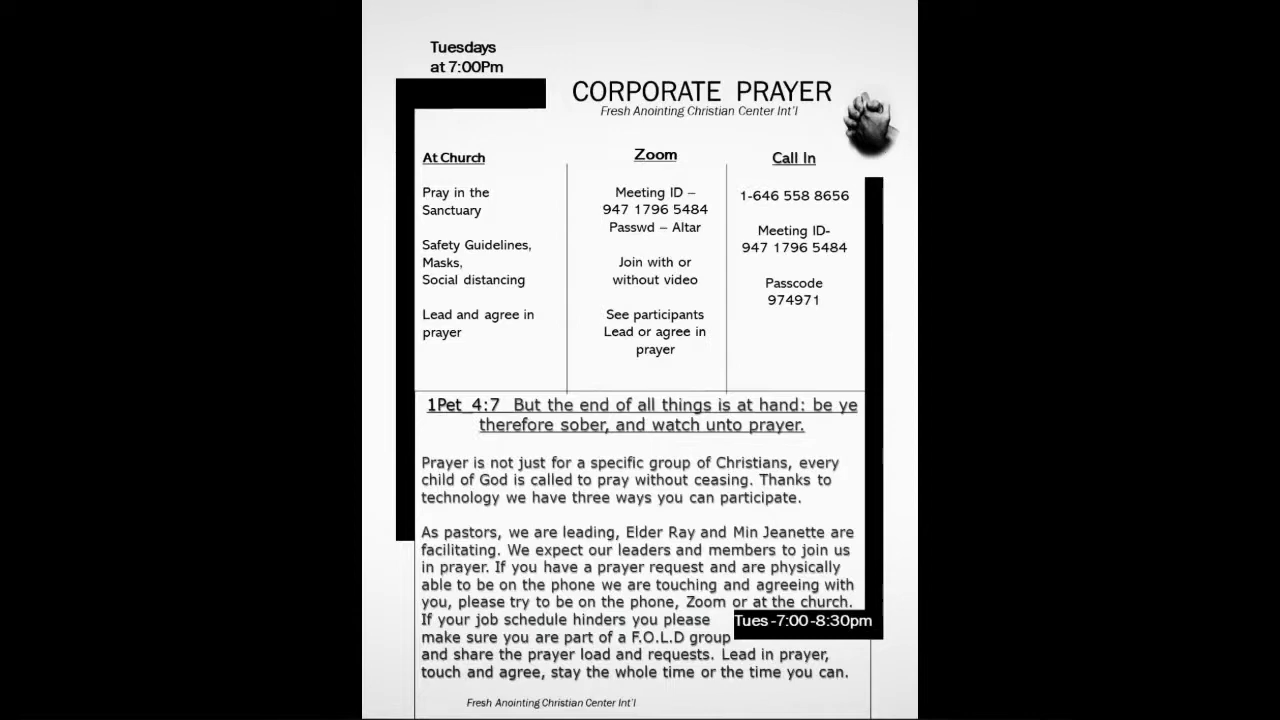 Tuesdays
at 7:00Pm
CORPORATE PRAYER
Fresh Anointing Christian Center Int'l
At Church
Pray in the
Sanctuary
Safety Guidelines,
Masks,
Social distancing
Lead and agree in
prayer
Zoom
Meeting ID –
947 1796 5484
Passwd – Altar
Join with or
without video
See participants
Lead or agree in
prayer
Call In
1-646 558 8656
Meeting ID-
947 1796 5484
Passcode
974971
1Pet_4:7 But the end of all things is at hand: be ye
therefore sober, and watch unto prayer.
Prayer is not just for a specific group of Christians, every
child of God is called to pray without ceasing. Thanks to
technology we have three ways you can participate.
As pastors, we are leading, Elder Ray and Min Jeanette are
facilitating. We expect our leaders and members to join us
in prayer. If you have a prayer request and are physically
able to be on the phone we are touching and agreeing with
you, please try to be on the phone, Zoom or at the church.
If your job schedule hinders you please
make sure you are part of a F.O.L.D group
and share the prayer load and requests. Lead in prayer,
touch and agree, stay the whole time or the time you can.
Tues -7:00 -8:30pm
Fresh Anointing Christian Center Int'l